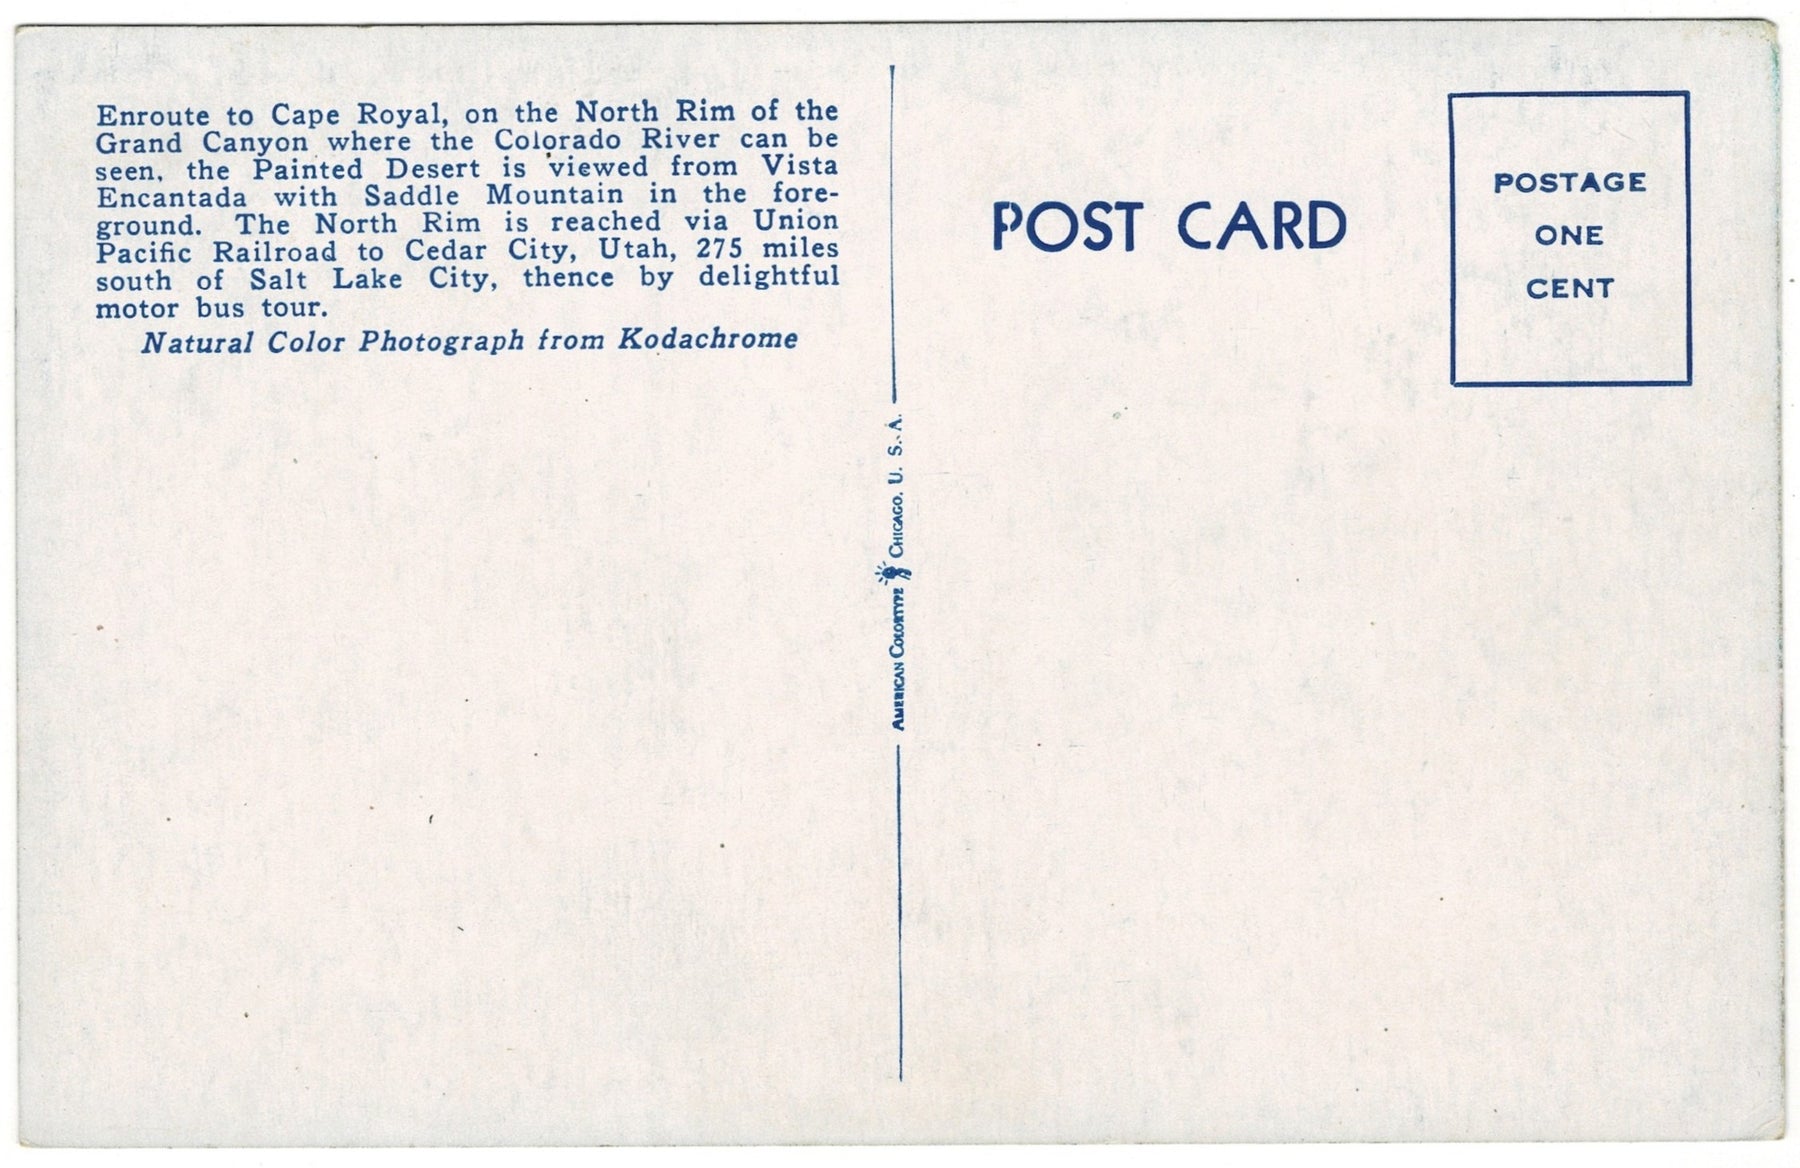 Enroute to Cape Royal, on the North Rim of the
Grand Canyon where the Colorado River can be
seen, the Painted Desert is viewed from Vista
Encantada with Saddle Mountain in the fore-
ground. The North Rim is reached via Union
Pacific Railroad to Cedar City, Utah, 275 miles
south of Salt Lake City, thence by delightful
motor bus tour.
Natural Color Photograph from Kodachrome
AMERICAN COLORTYPE CHICAGO, U. S. A.
POST CARD
POSTAGE
ONE
CENT